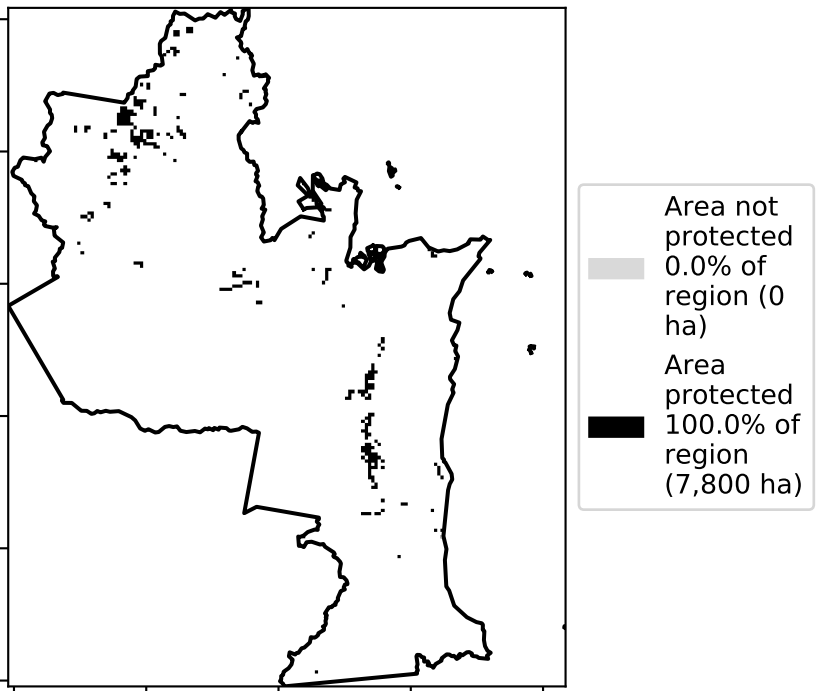 Area not
protected
0.0% of
region (0
ha)
Area
protected
100.0% of
region
(7,800 ha)